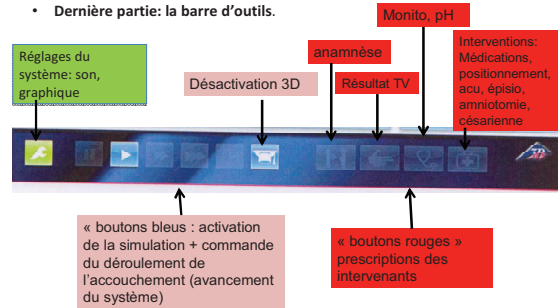 • Dernière partie: la barre d’outils.
Monito, pH
Réglages du
système: son,
graphique
Désactivation 3D
anamnèse
Résultat TV
Interventions:
Médications,
positionnement,
acu, épisio,
amniotomie,
césarienne
« boutons bleus : activation
de la simulation + commande
du déroulement de
l’accouchement (avancement
du système)
« boutons rouges »
prescriptions des
intervenants